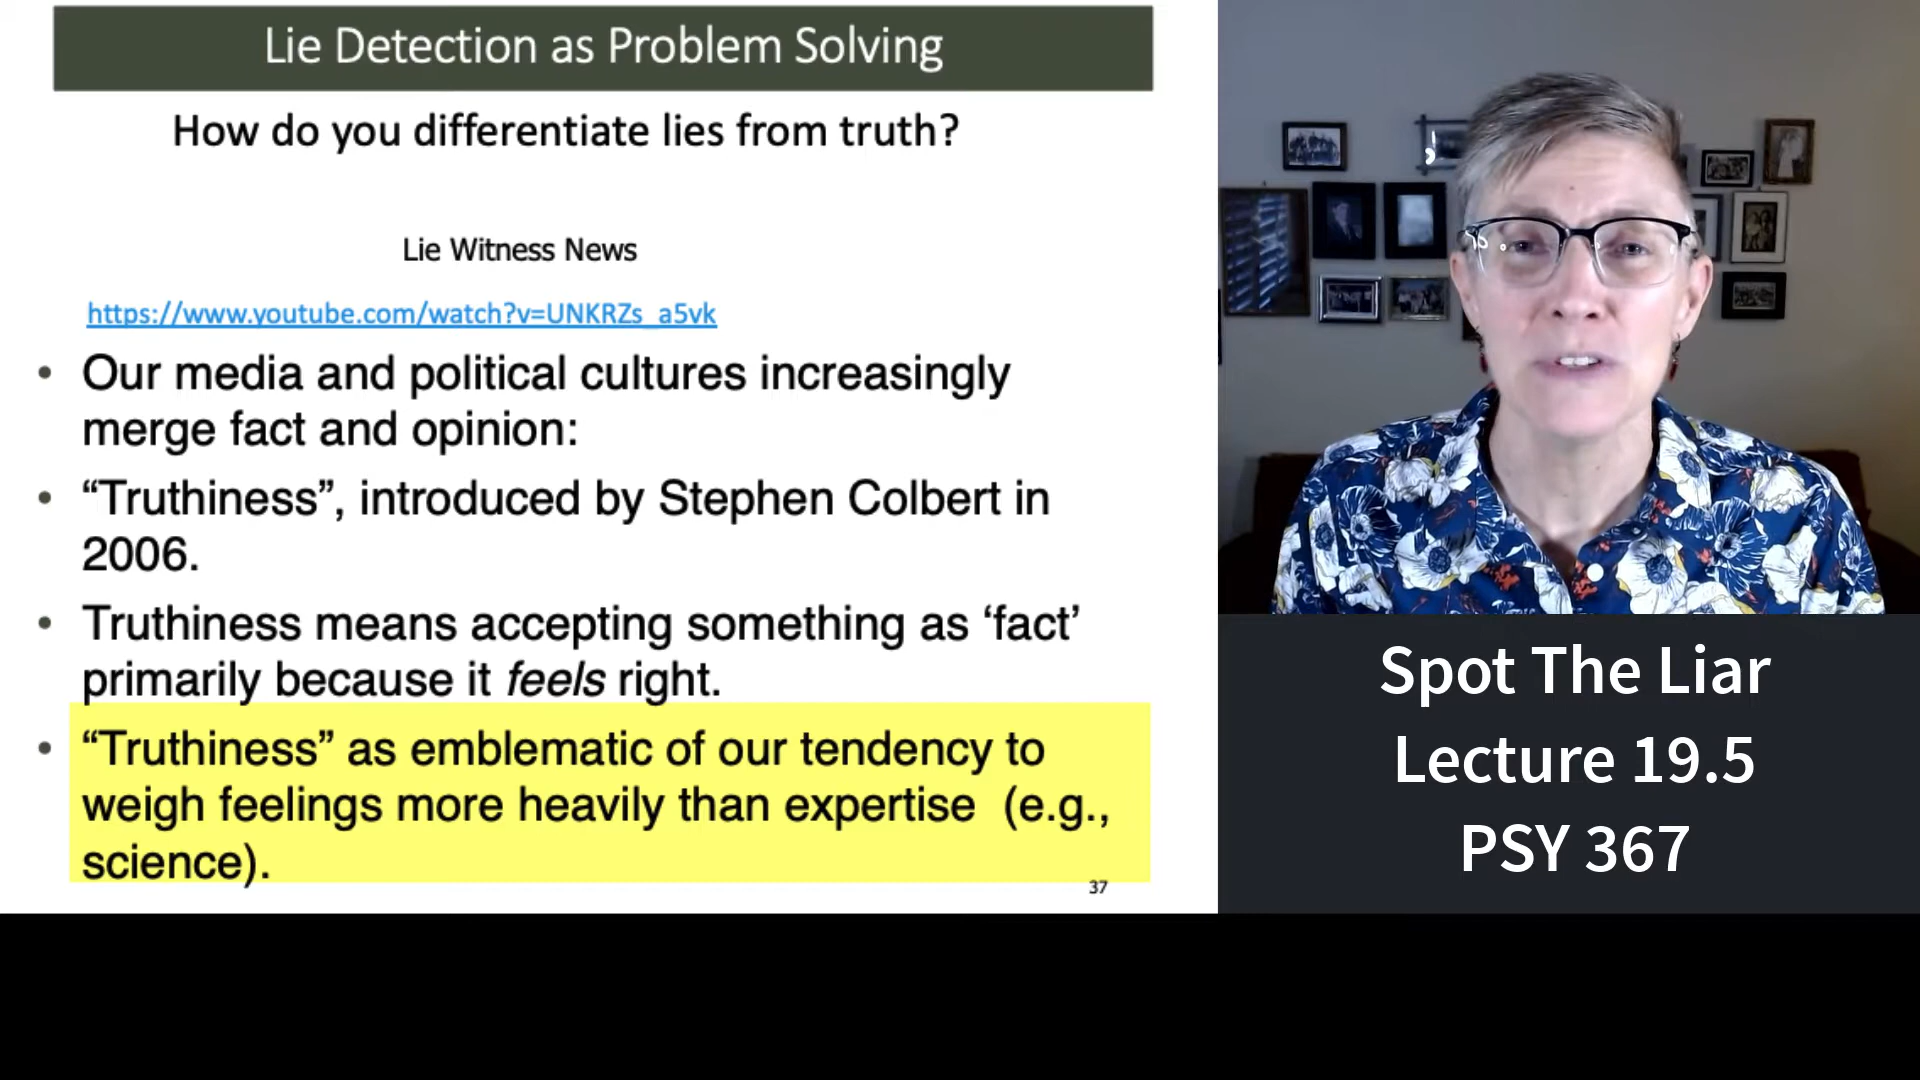 Lie Detection as Problem Solving
How do you differentiate lies from truth?
Lie Witness News
https://www.youtube.com/watch?v=UNKRZs_a5vk
• Our media and political cultures increasingly
merge fact and opinion:
• “Truthiness”, introduced by Stephen Colbert in
2006.
• Truthiness means accepting something as ‘fact’
primarily because it feels right.
• “Truthiness” as emblematic of our tendency to
weigh feelings more heavily than expertise (e.g.,
science).
37
Spot The Liar
Lecture 19.5
PSY 367